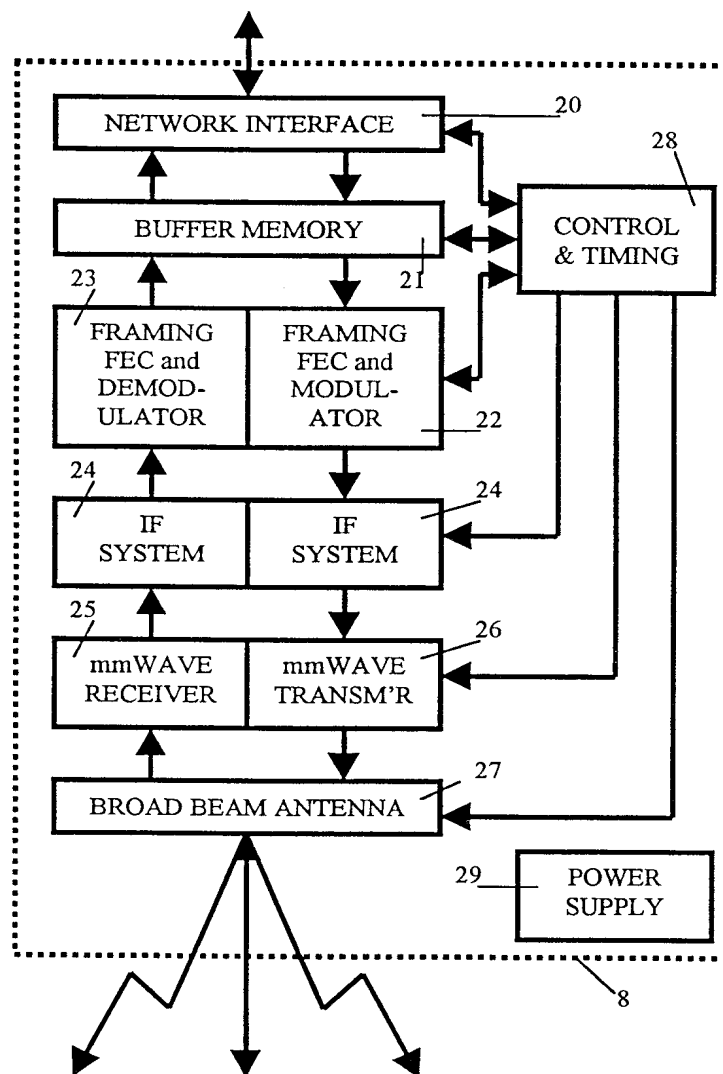 20
NETWORK INTERFACE
28
BUFFER MEMORY
21
CONTROL
& TIMING
23
FRAMING
FEC and
DEMOD-
ULATOR
FRAMING
FEC and
MODUL-
ATOR
22
24
IF
SYSTEM
24
IF
SYSTEM
25
mmWAVE
RECEIVER
26
mmWAVE
TRANSM'R
27
BROAD BEAM ANTENNA
29
POWER
SUPPLY
8